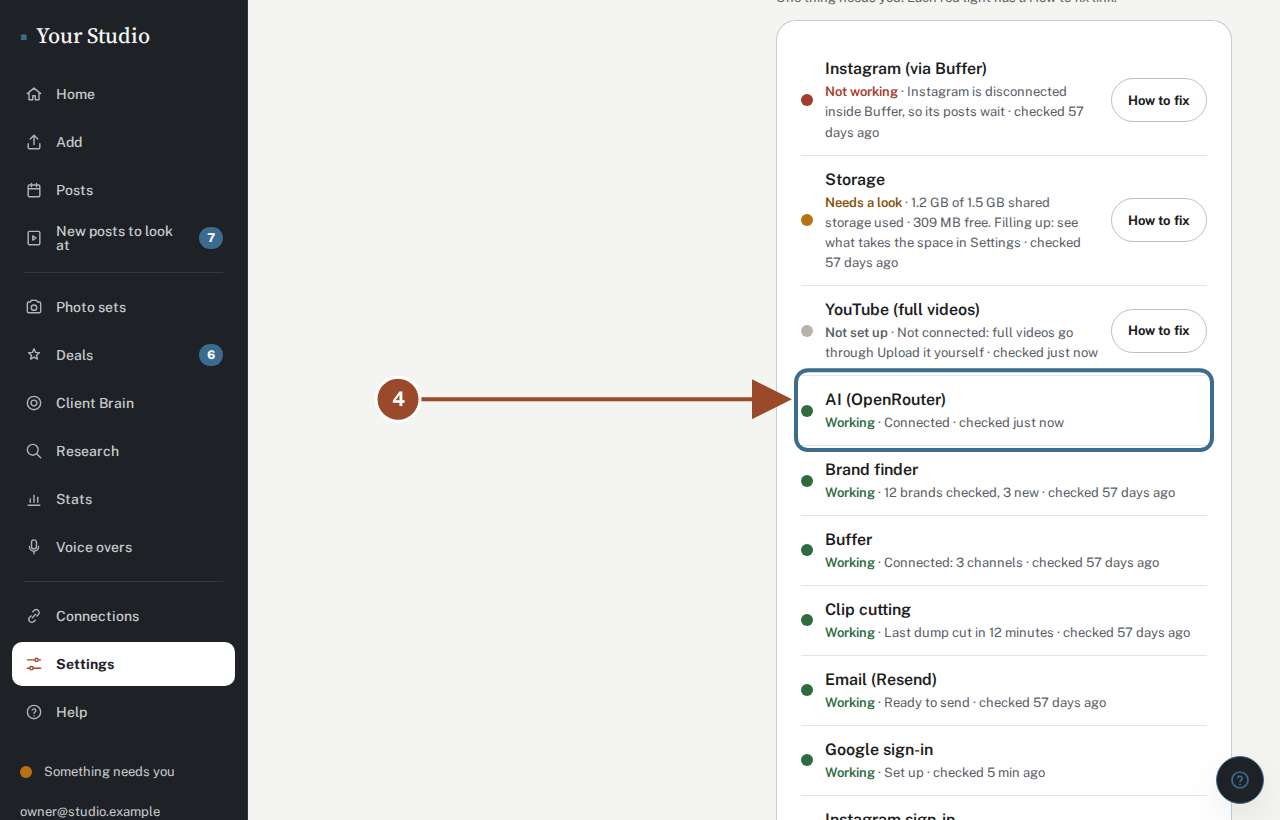 Your Studio
Home
Add
Posts
New posts to look
at
7
Photo sets
Deals
6
Client Brain
Research
Stats
Voice overs
Connections
Settings
Help
Something needs you
owner@studio.example
4
Instagram (via Buffer)
Not working · Instagram is disconnected
inside Buffer, so its posts wait · checked 57
days ago
How to fix
Storage
Needs a look · 1.2 GB of 1.5 GB shared
storage used · 309 MB free. Filling up: see
what takes the space in Settings · checked
57 days ago
How to fix
YouTube (full videos)
Not set up · Not connected: full videos go
through Upload it yourself · checked just now
How to fix
AI (OpenRouter)
Working · Connected · checked just now
Brand finder
Working · 12 brands checked, 3 new · checked 57 days ago
Buffer
Working · Connected: 3 channels · checked 57 days ago
Clip cutting
Working · Last dump cut in 12 minutes · checked 57 days ago
Email (Resend)
Working · Ready to send · checked 57 days ago
Google sign-in
Working · Set up · checked 5 min ago
Instagram sign-in